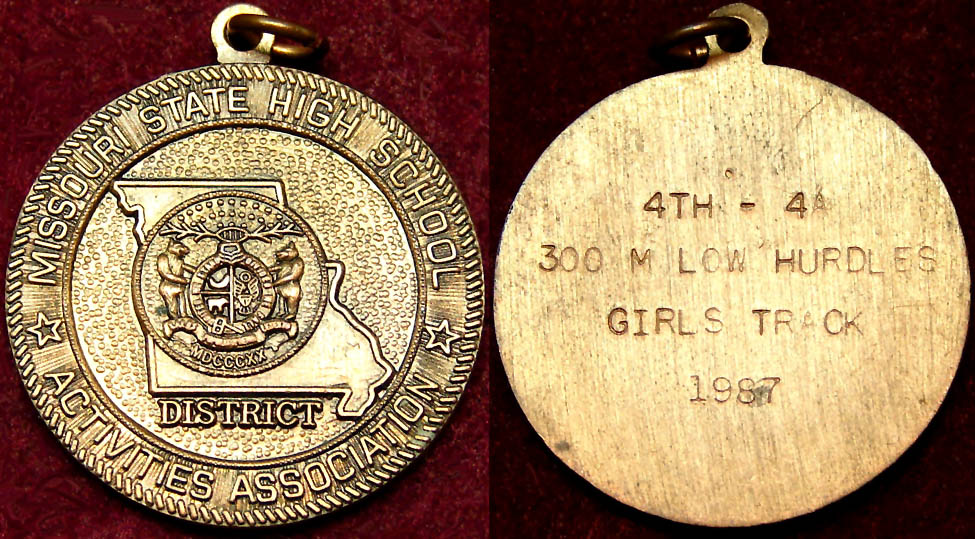 MISSOURI STATE HIGH SCHOOL
ACTIVITIES ASSOCIATION
MDCCCXX
DISTRICT
4TH - 4A
300 M LOW HURDLES
GIRLS TRACK
1987